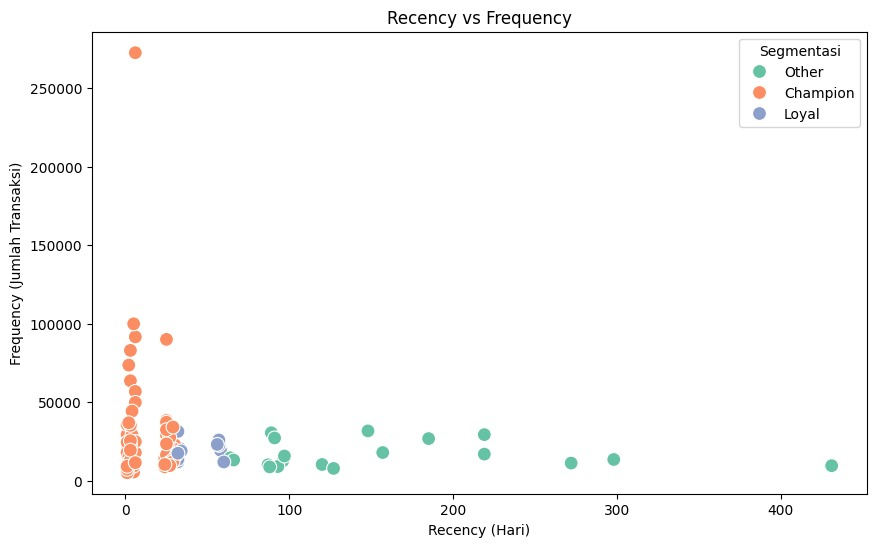 Recency vs Frequency
Segmentasi
Other
Champion
Loyal
Frequency (Jumlah Transaksi)
250000
200000
150000
100000
50000
0
0 100 200 300 400
Recency (Hari)